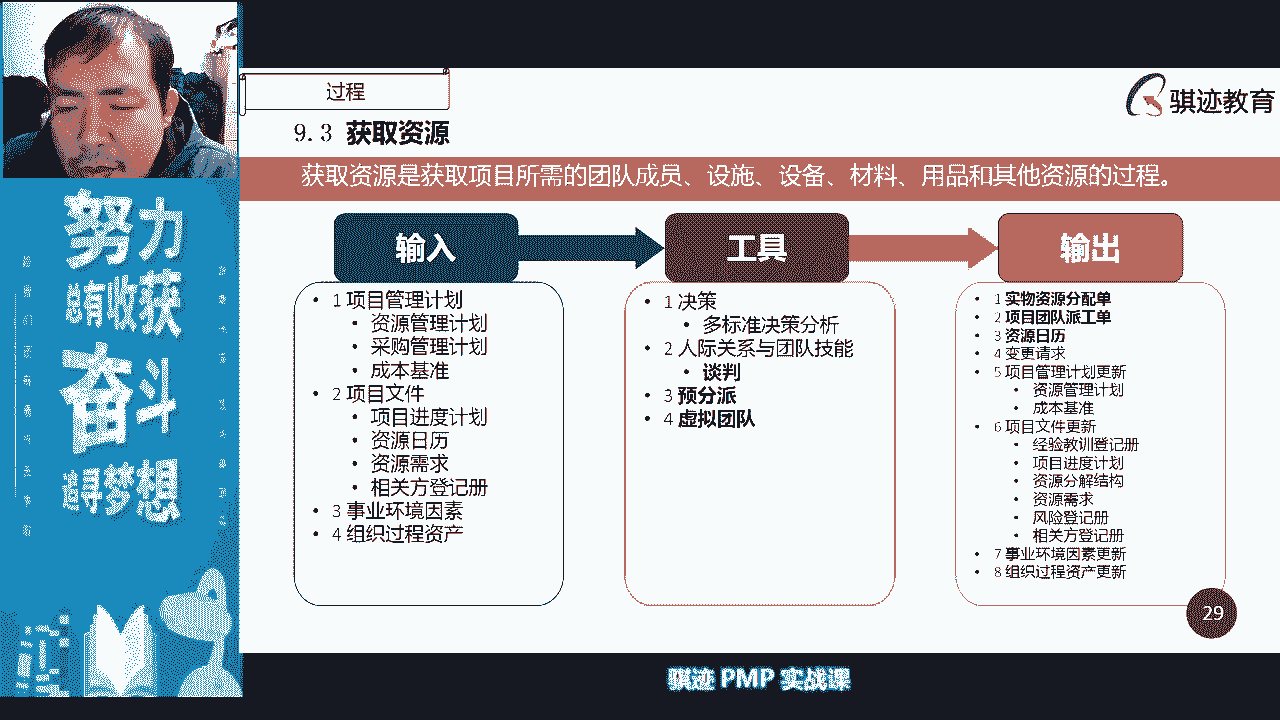 过程
骐迹教育
9.3 获取资源
获取资源是获取项目所需的团队成员、设施、设备、材料、用品和其他资源的过程。
输入
• 1 项目管理计划
• 资源管理计划
• 采购管理计划
• 成本基准
• 2 项目文件
• 项目进度计划
• 资源日历
• 资源需求
• 相关方登记册
• 3 事业环境因素
• 4 组织过程资产
工具
• 1 决策
• 多标准决策分析
• 2 人际关系与团队技能
• 谈判
• 3 预分派
• 4 虚拟团队
输出
• 1 实物资源分配单
• 2 项目团队派工单
• 3 资源日历
• 4 变更请求
• 5 项目管理计划更新
• 资源管理计划
• 成本基准
• 6 项目文件更新
• 经验教训登记册
• 项目进度计划
• 资源分解结构
• 资源需求
• 风险登记册
• 相关方登记册
• 7 事业环境因素更新
• 8 组织过程资产更新
29
努力
总有收获
奋斗
追寻梦想
骐迹 PMP 实战课